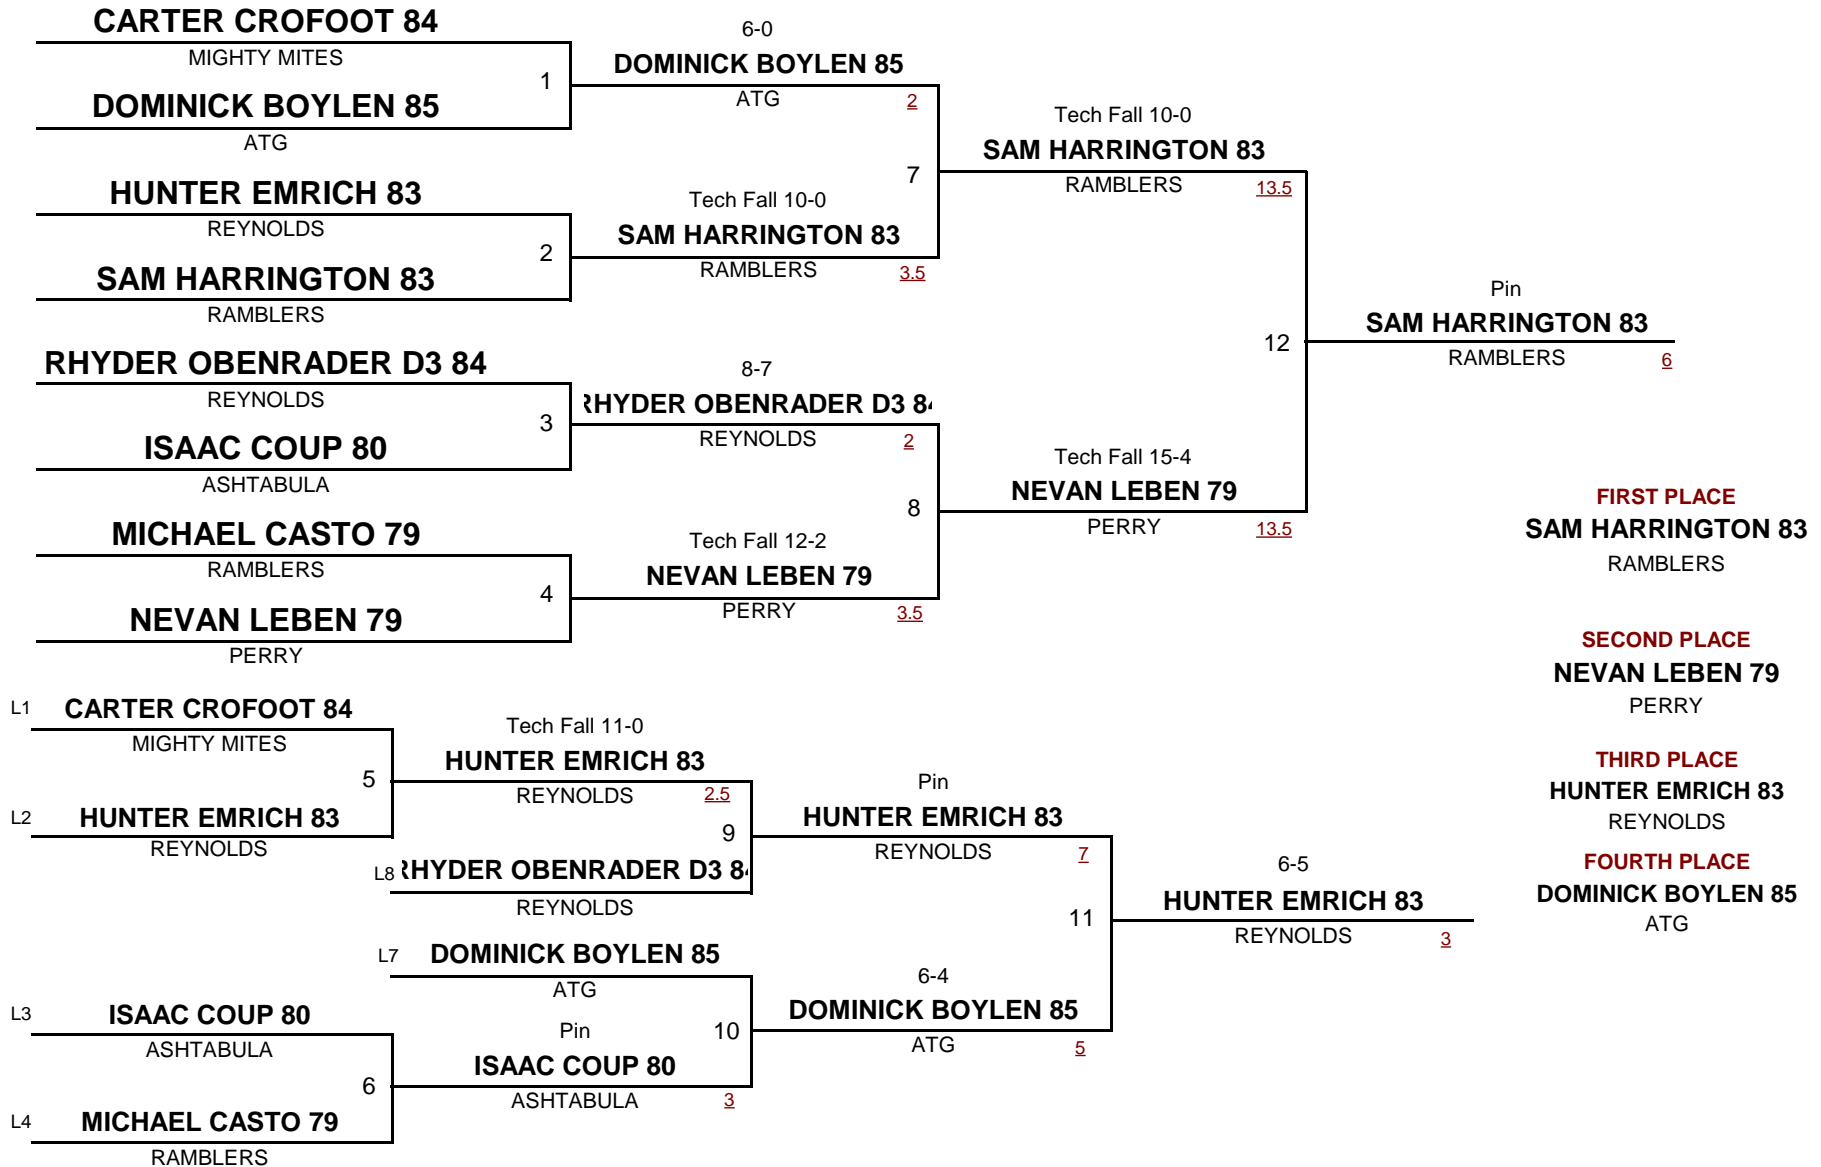 CARTER CROFOOT 84
MIGHTY MITES
1
DOMINICK BOYLEN 85
ATG
HUNTER EMRICH 83
REYNOLDS
2
SAM HARRINGTON 83
RAMBLERS
RHYDER OBENRADER D3 84
REYNOLDS
3
ISAAC COUP 80
ASHTABULA
MICHAEL CASTO 79
RAMBLERS
4
NEVAN LEBEN 79
PERRY
6-0
DOMINICK BOYLEN 85
ATG 2
7
Tech Fall 10-0
SAM HARRINGTON 83
RAMBLERS 3.5
8-7
RHYDER OBENRADER D3 84
REYNOLDS 2
8
Tech Fall 12-2
NEVAN LEBEN 79
PERRY 3.5
Tech Fall 10-0
SAM HARRINGTON 83
RAMBLERS 13.5
12
Tech Fall 15-4
NEVAN LEBEN 79
PERRY 13.5
Pin
SAM HARRINGTON 83
RAMBLERS 6
FIRST PLACE
SAM HARRINGTON 83
RAMBLERS
SECOND PLACE
NEVAN LEBEN 79
PERRY
THIRD PLACE
HUNTER EMRICH 83
REYNOLDS
FOURTH PLACE
DOMINICK BOYLEN 85
ATG
L1 CARTER CROFOOT 84
MIGHTY MITES
5
L2 HUNTER EMRICH 83
REYNOLDS
L3 ISAAC COUP 80
ASHTABULA
6
L4 MICHAEL CASTO 79
RAMBLERS
Tech Fall 11-0
HUNTER EMRICH 83
REYNOLDS 2.5
9
L8 RHYDER OBENRADER D3 84
REYNOLDS
L7 DOMINICK BOYLEN 85
ATG
10
Pin
ISAAC COUP 80
ASHTABULA 3
Pin
HUNTER EMRICH 83
REYNOLDS 7
11
6-4
DOMINICK BOYLEN 85
ATG 5
6-5
HUNTER EMRICH 83
REYNOLDS 3